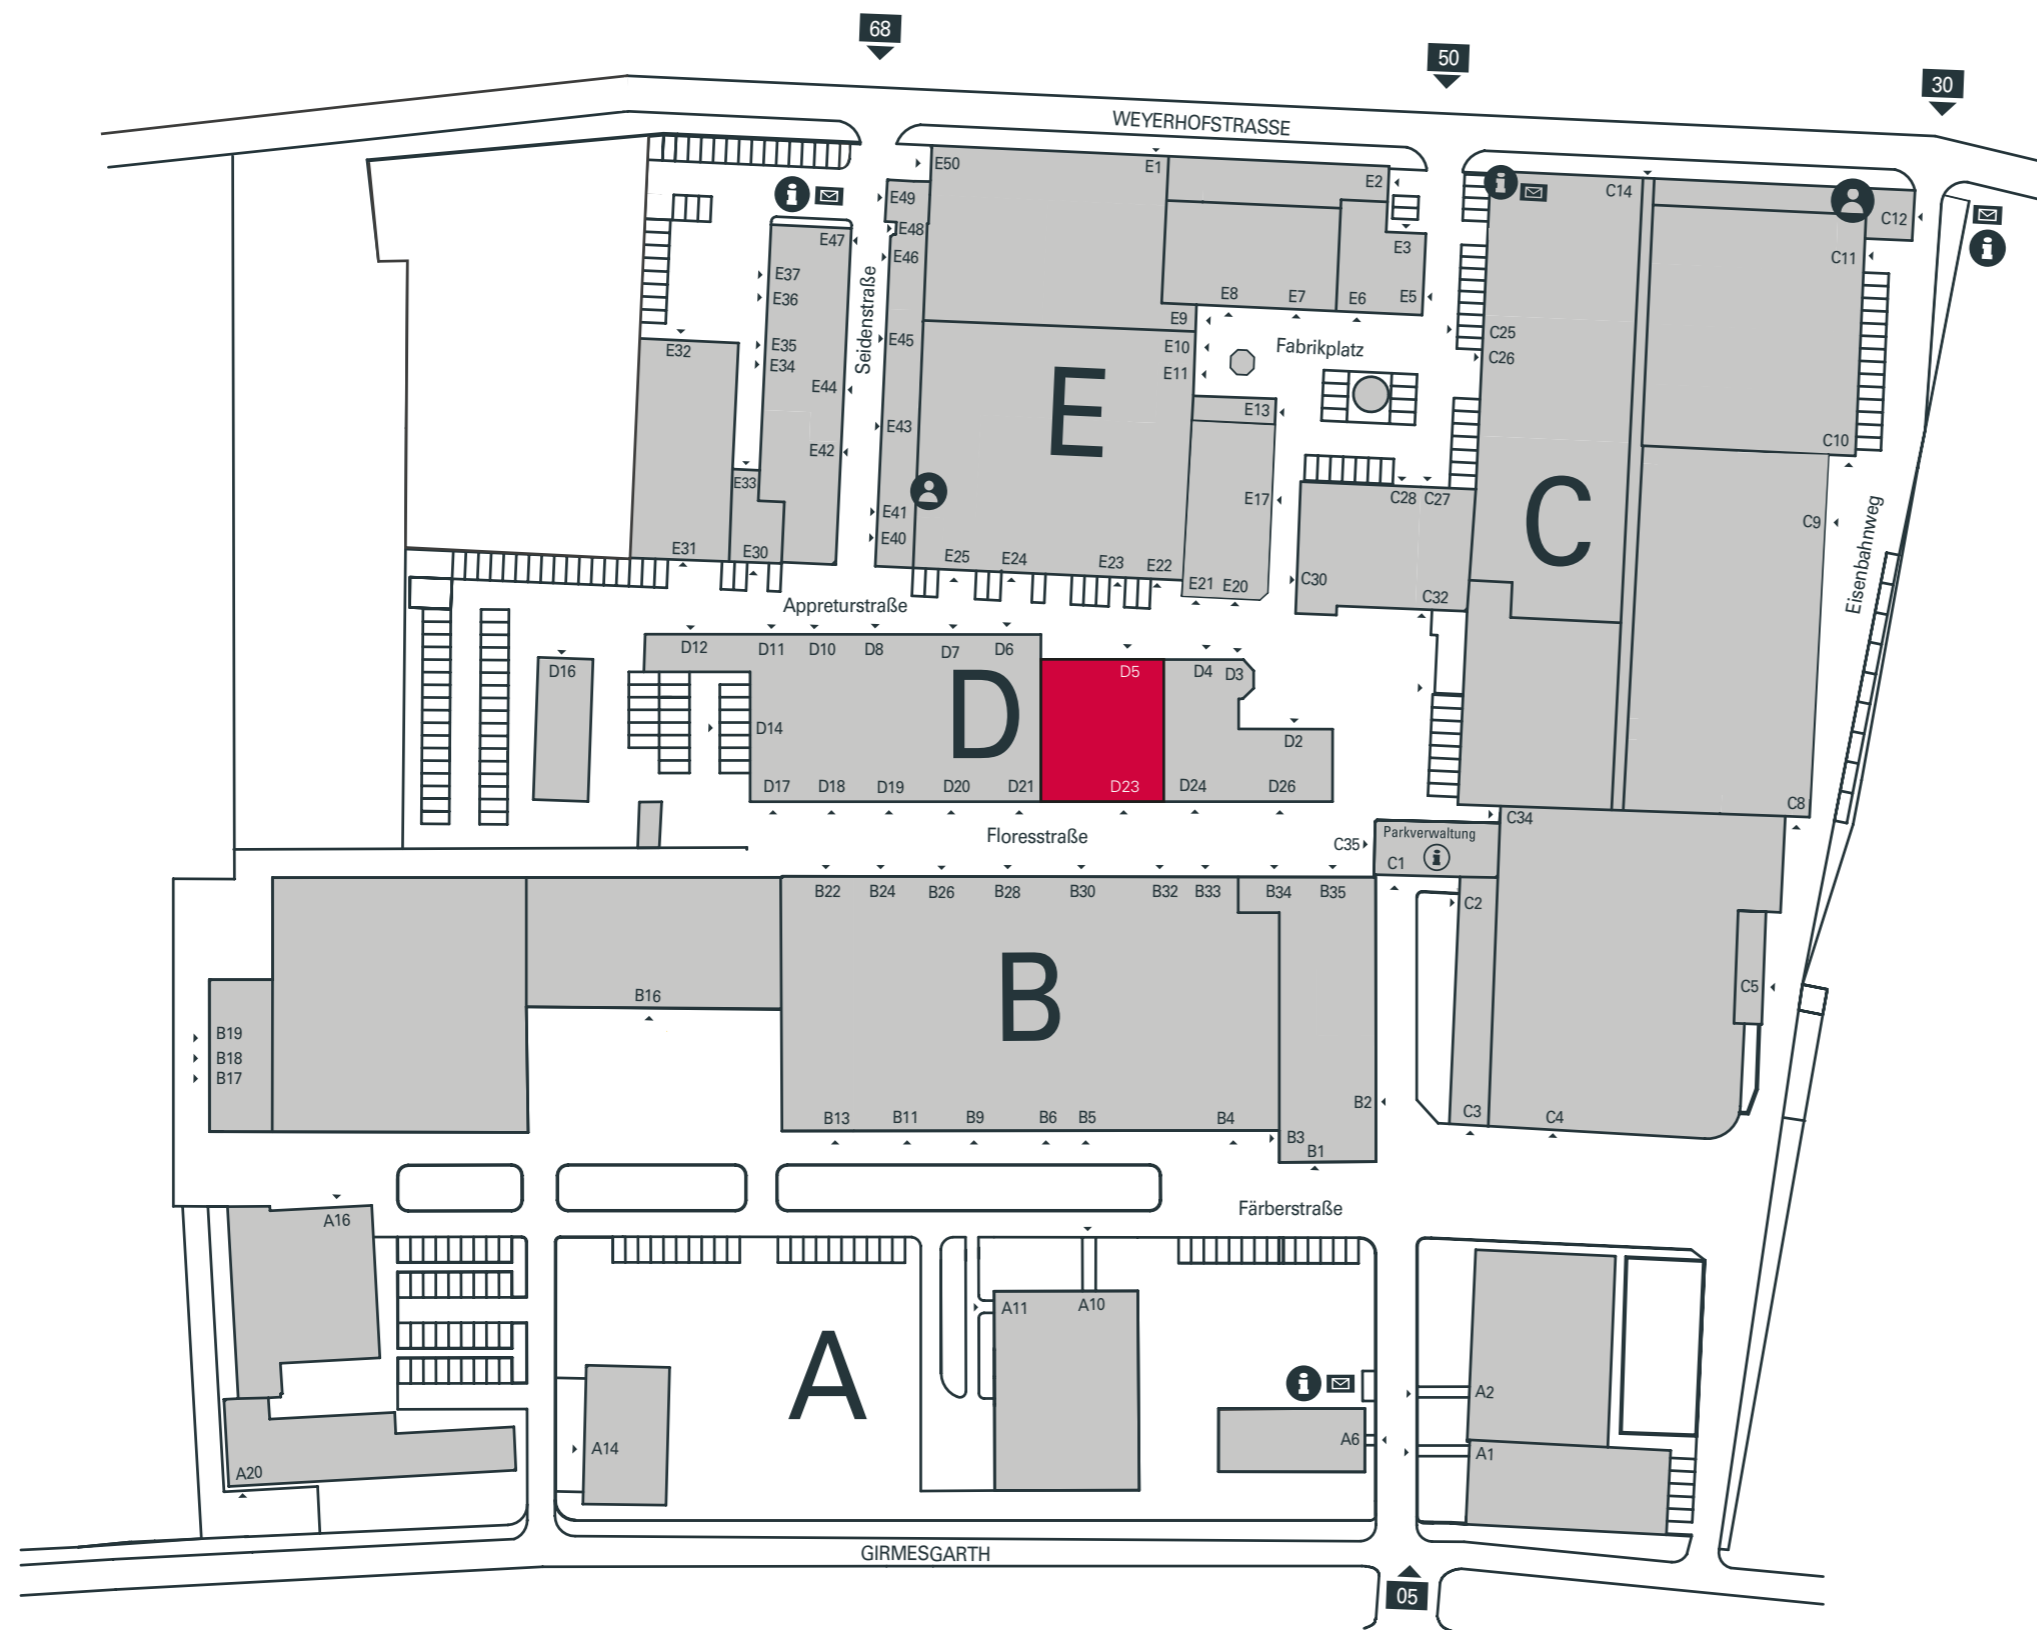 68
50
30
WEYERHOFSTRASSE
E50
E1
E2
C14
C12
E49
E48
E47
E46
E3
C11
E37
E36
E8
E7
E6
E5
Seidenstraße
E9
E45
E10
E11
Fabrikplatz
C25
C26
E32
E35
E34
E44
E13
E
E43
E42
C10
E33
E17
C28
C27
C
C9
E41
E40
E31
E30
E25
E24
E23
E22
E21
E20
C30
C32
Eisenbahnweg
Appreturstraße
D12
D11
D10
D8
D7
D6
D16
D5
D4
D3
D
D14
D2
D17
D18
D19
D20
D21
D23
D24
D26
C8
C34
Floresstraße
Parkverwaltung
C35
C1
B22
B24
B26
B28
B30
B32
B33
B34
B35
C2
B
B16
C5
B19
B18
B17
B13
B11
B9
B6
B5
B4
B2
B3
B1
C3
C4
Färberstraße
A16
A11
A10
A
A2
A14
A6
A1
A20
GIRMESGARTH
05